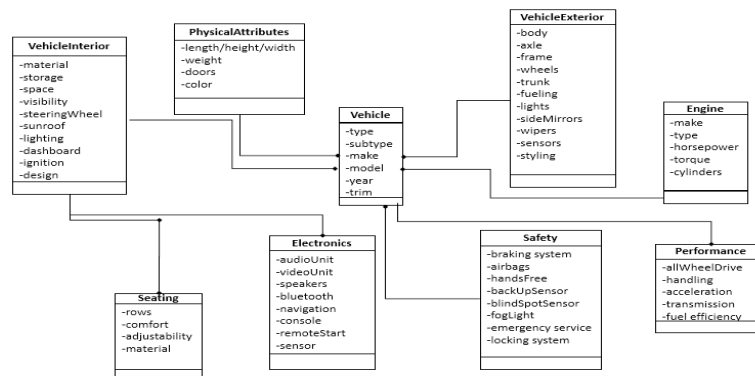 VehicleInterior
-material
-storage
-space
-visibility
-steeringWheel
-sunroof
-lighting
-dashboard
-ignition
-design
PhysicalAttributes
-length/height/width
-weight
-doors
-color
Vehicle
-type
-subtype
-make
-model
-year
-trim
VehicleExterior
-body
-axle
-frame
-wheels
-trunk
-fueling
-lights
-sideMirrors
-wipers
-sensors
-styling
Engine
-make
-type
-horsepower
-torque
-cylinders
Seating
-rows
-comfort
-adjustability
-material
Electronics
-audioUnit
-videoUnit
-speakers
-bluetooth
-navigation
-console
-remoteStart
-sensor
Safety
-braking system
-airbags
-handsFree
-backUpSensor
-blindSpotSensor
-fogLight
-emergency service
-locking system
Performance
-allWheelDrive
-handling
-acceleration
-transmission
-fuel efficiency